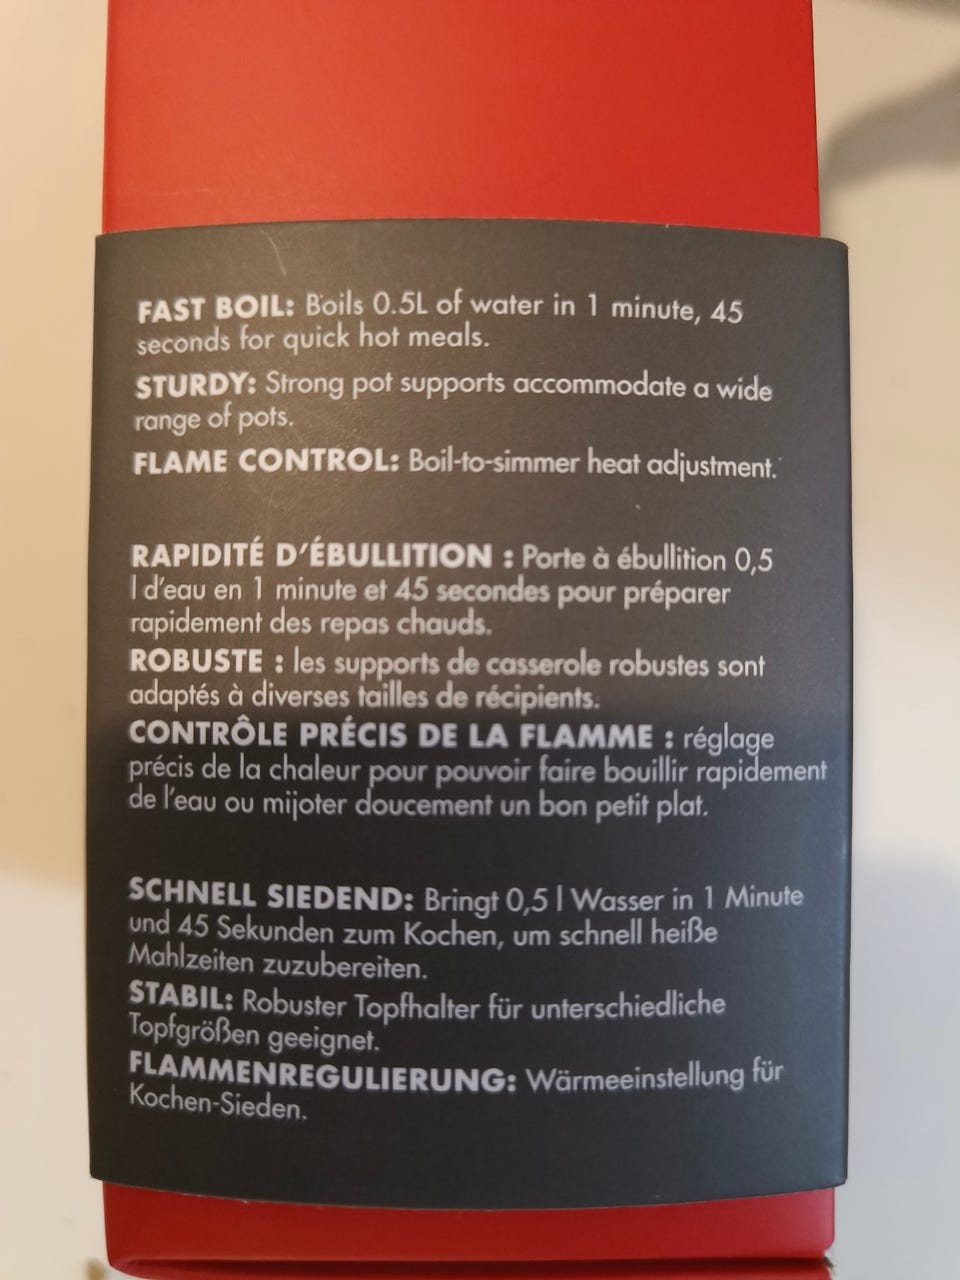 FAST BOIL: Boils 0.5L of water in 1 minute, 45
seconds for quick hot meals.
STURDY: Strong pot supports accommodate a wide
range of pots.
FLAME CONTROL: Boil-to-simmer heat adjustment.
RAPIDITÉ D'ÉBULLITION : Porte à ébullition 0,5
l d'eau en 1 minute et 45 secondes pour préparer
rapidement des repas chauds.
ROBUSTE : les supports de casserole robustes sont
adaptés à diverses tailles de récipients.
CONTRÔLE PRÉCIS DE LA FLAMME : réglage
précis de la chaleur pour pouvoir faire bouillir rapidement
de l'eau ou mijoter doucement un bon petit plat.
SCHNELL SIEDEND: Bringt 0,5 l Wasser in 1 Minute
und 45 Sekunden zum Kochen, um schnell heiße
Mahlzeiten zuzubereiten.
STABIL: Robuster Topfhalter für unterschiedliche
Topfgrößen geeignet.
FLAMMENREGULIERUNG: Wärmeeinstellung für
Kochen-Sieden.